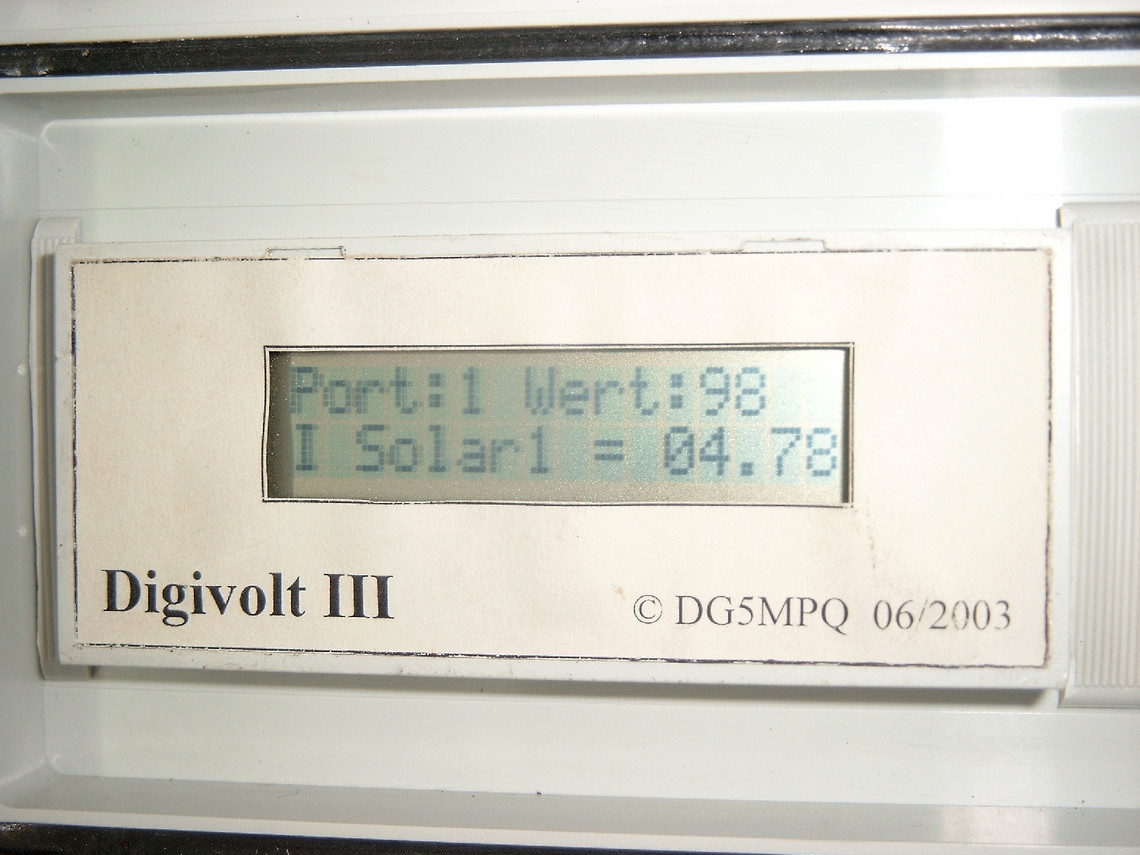 Port:1 Wert:98
I Solar1 = 04.78
Digivolt III
© DG5MPQ 06/2003